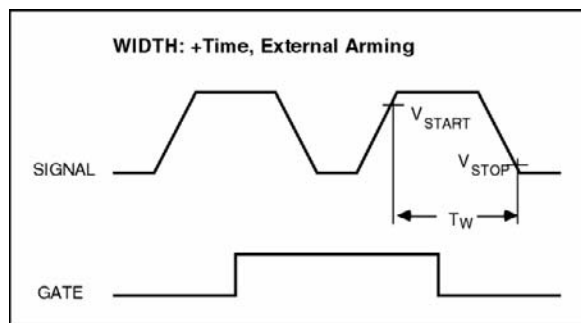 WIDTH: +Time, External Arming
VSTART
SIGNAL
VSTOP
TW
GATE